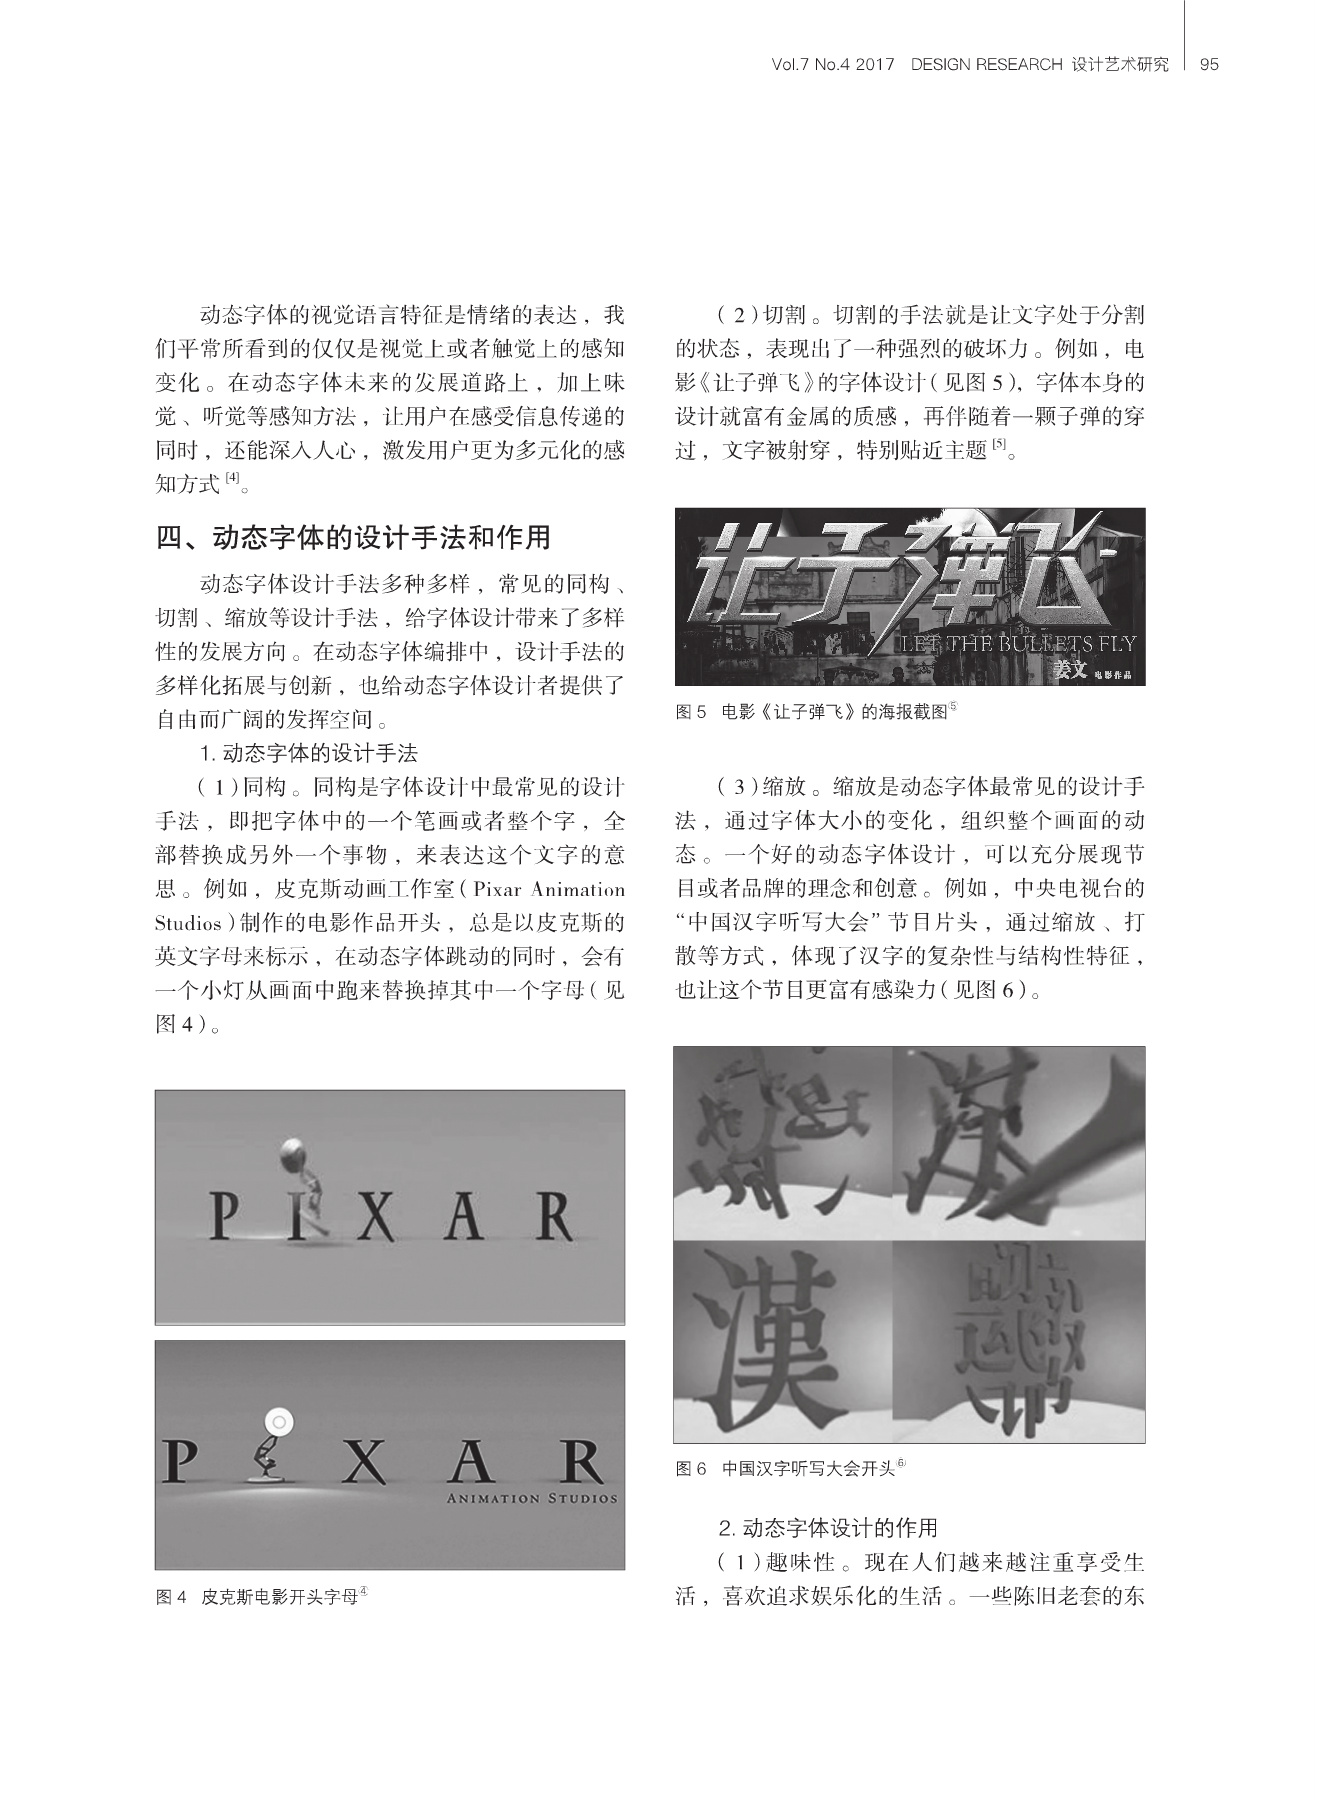 Vol.7 No.4 2017 DESIGN RESEARCH 设计艺术研究 95
动态字体的视觉语言特征是情绪的表达，我
们平常所看到的仅仅是视觉上或者触觉上的感知
变化。在动态字体未来的发展道路上，加上味
觉、听觉等感知方法，让用户在感受信息传递的
同时，还能深入人心，激发用户更为多元化的感
知方式[4]。
四、动态字体的设计手法和作用
动态字体设计手法多种多样，常见的同构、
切割、缩放等设计手法，给字体设计带来了多样
性的发展方向。在动态字体编排中，设计手法的
多样化拓展与创新，也给动态字体设计者提供了
自由而广阔的发挥空间。
1. 动态字体的设计手法
（1）同构。同构是字体设计中最常见的设计
手法，即把字体中的一个笔画或者整个字，全
部替换成另外一个事物，来表达这个文字的意
思。例如，皮克斯动画工作室（Pixar Animation
Studios）制作的电影作品开头，总是以皮克斯的
英文字母来标示，在动态字体跳动的同时，会有
一个小灯从画面中跑来替换掉其中一个字母（见
图4）。
P I X A R
P X A R
ANIMATION STUDIOS
图4 皮克斯电影开头字母④
（2）切割。切割的手法就是让文字处于分割
的状态，表现出了一种强烈的破坏力。例如，电
影《让子弹飞》的字体设计（见图5），字体本身的
设计就富有金属的质感，再伴随着一颗子弹的穿
过，文字被射穿，特别贴近主题[5]。
让子弹飞
LET THE BULLETS FLY
姜文 电影作品
图5 电影《让子弹飞》的海报截图⑤
（3）缩放。缩放是动态字体最常见的设计手
法，通过字体大小的变化，组织整个画面的动
态。一个好的动态字体设计，可以充分展现节
目或者品牌的理念和创意。例如，中央电视台的
“中国汉字听写大会”节目片头，通过缩放、打
散等方式，体现了汉字的复杂性与结构性特征，
也让这个节目更富有感染力（见图6）。
漢
漢
图6 中国汉字听写大会开头⑥
2. 动态字体设计的作用
（1）趣味性。现在人们越来越注重享受生
活，喜欢追求娱乐化的生活。一些陈旧老套的东